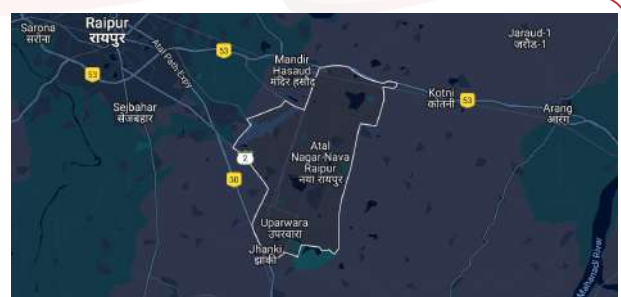 Sarona
सरोना
Raipur
रायपुर
53
Atal Path Expy
Mandir
Hasaud
मंदिर हसौद
53
Jaraud-1
जरोड-1
Kotni
कोतनी
53
Arang
आरंग
Sejbahar
सेजबहार
2
30
Atal
Nagar-Nava
Raipur
नया रायपुर
Uparwara
उपरवारा
Jhanki
झांकी
Mahanadi River